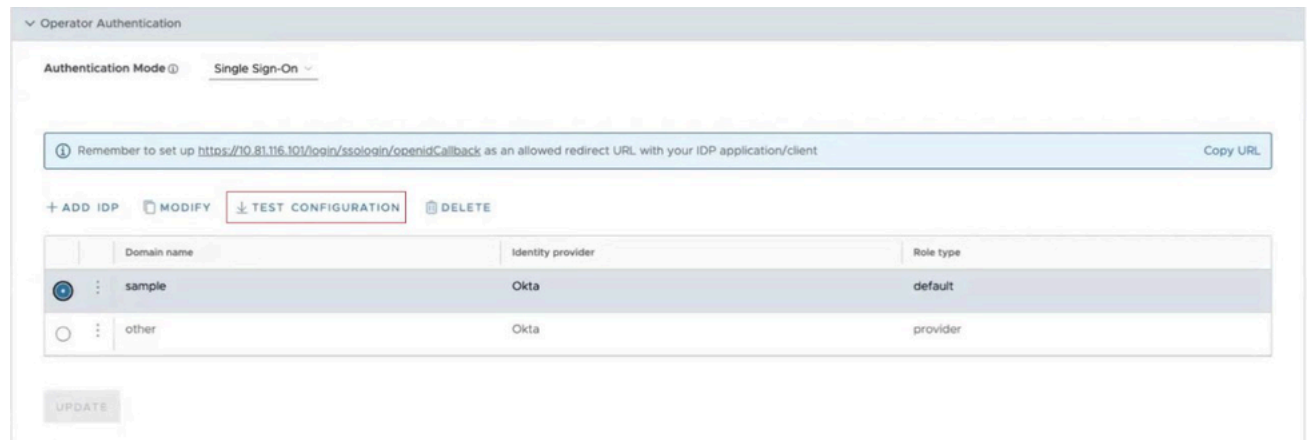 Operator Authentication
Authentication Mode Single Sign-On
Remember to set up https://10.81.116.101/login/ssologin/openidCallback as an allowed redirect URL with your IDP application/client Copy URL
+ ADD IDP MODIFY TEST CONFIGURATION DELETE
Domain name Identity provider Role type
sample Okta default
other Okta provider
UPDATE